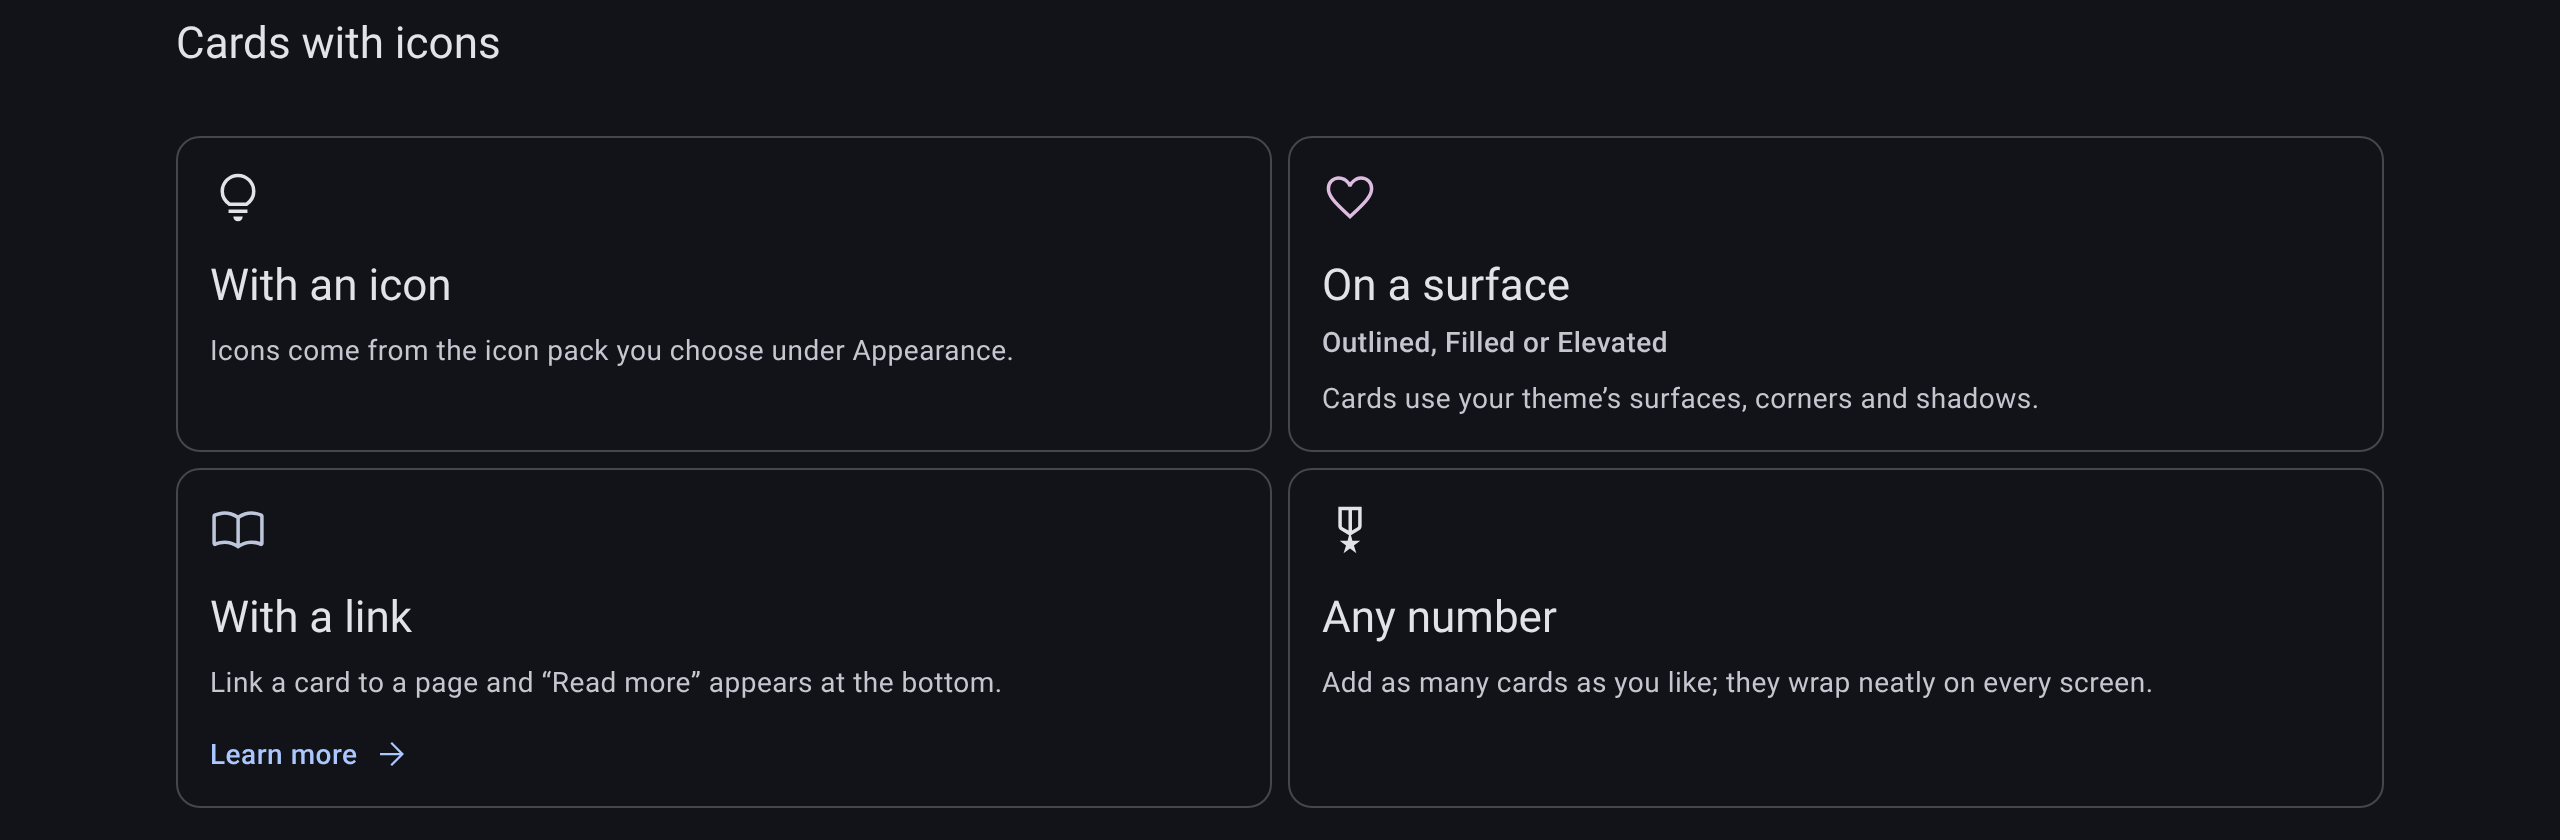 Cards with icons
With an icon
Icons come from the icon pack you choose under Appearance.
On a surface
Outlined, Filled or Elevated
Cards use your theme’s surfaces, corners and shadows.
With a link
Link a card to a page and “Read more” appears at the bottom.
Learn more
Any number
Add as many cards as you like; they wrap neatly on every screen.